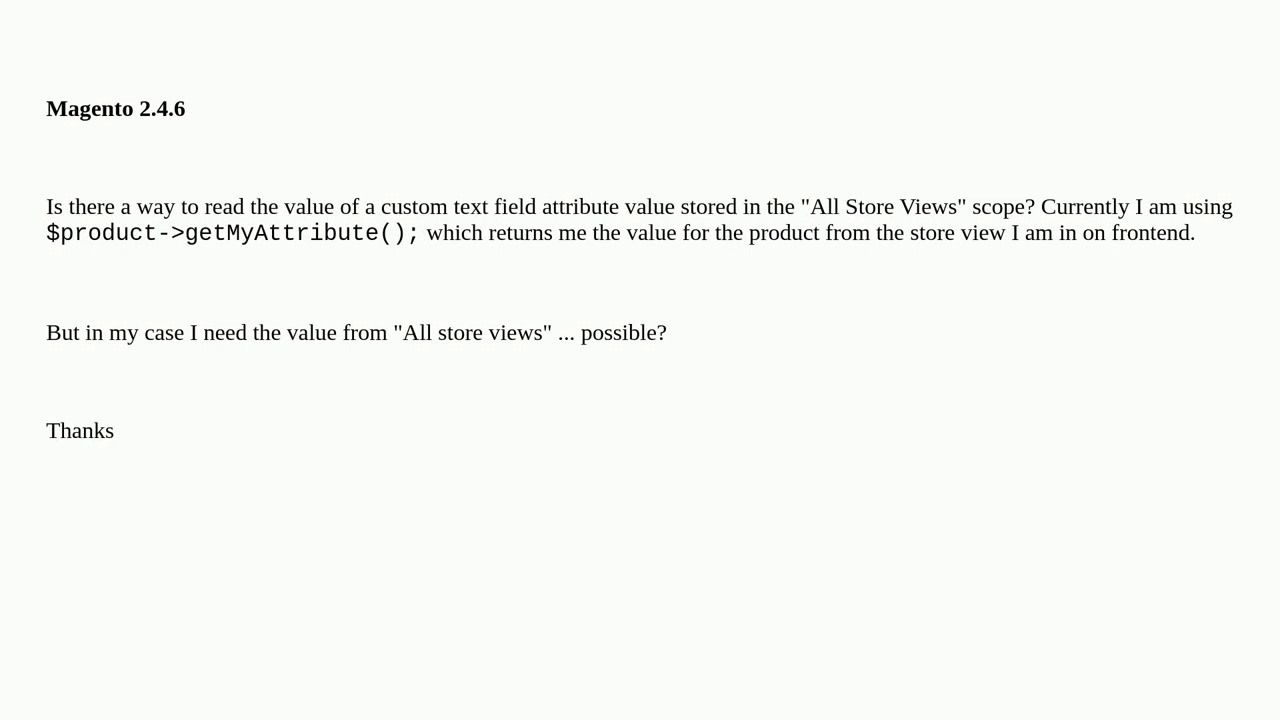 Magento 2.4.6
Is there a way to read the value of a custom text field attribute value stored in the "All Store Views" scope? Currently I am using
$product->getMyAttribute(); which returns me the value for the product from the store view I am in on frontend.
But in my case I need the value from "All store views" ... possible?
Thanks